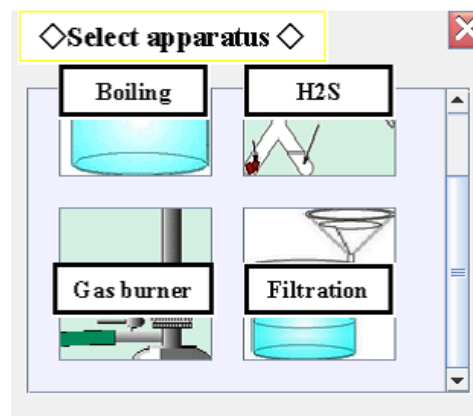 ◇Select apparatus ◇
Boiling
H2S
Gas burner
Filtration